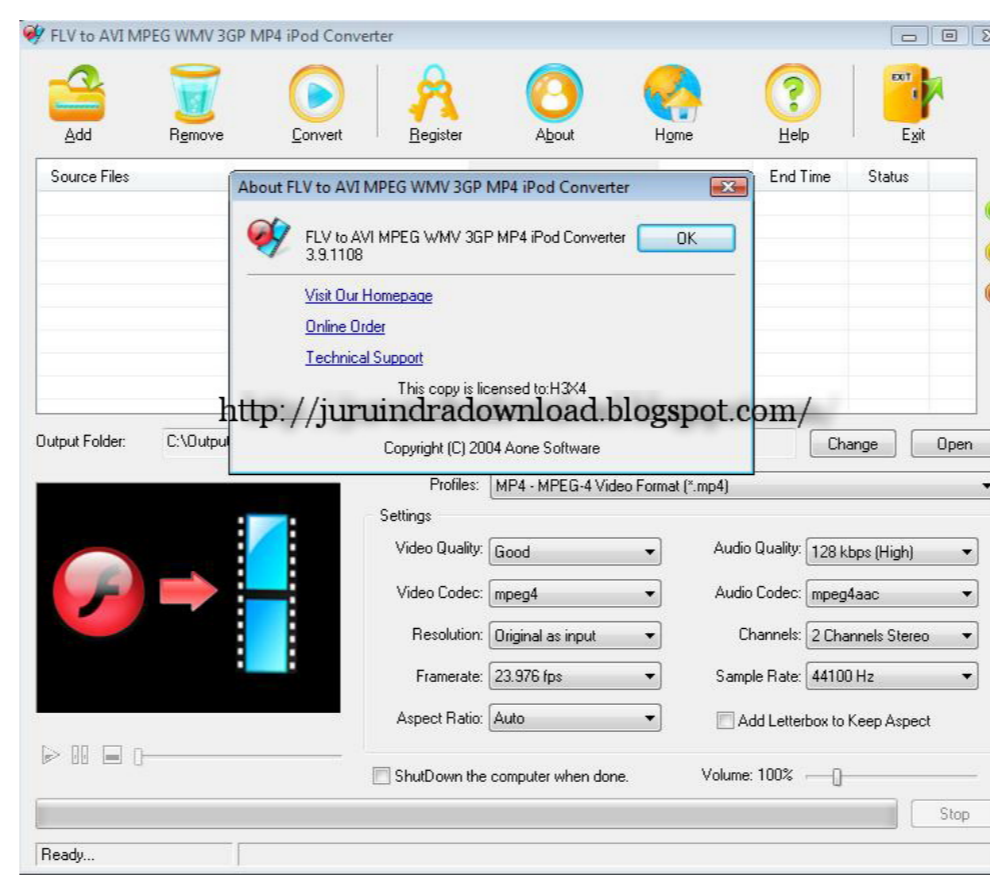 FLV to AVI MPEG WMV 3GP MP4 iPod Converter
Add Remove Convert Register About Home Help EXIT Exit
Source Files End Time Status
About FLV to AVI MPEG WMV 3GP MP4 iPod Converter
FLV to AVI MPEG WMV 3GP MP4 iPod Converter
3.9.1108
OK
Visit Our Homepage
Online Order
Technical Support
This copy is licensed to:H3X4
http://juruindradownload.blogspot.com/
Copyright (C) 2004 Aone Software
Output Folder: C:\Output Change Open
Profiles: MP4 - MPEG-4 Video Format (*.mp4)
Settings
Video Quality: Good Audio Quality: 128 kbps (High)
Video Codec: mpeg4 Audio Codec: mpeg4aac
Resolution: Original as input Channels: 2 Channels Stereo
Framerate: 23.976 fps Sample Rate: 44100 Hz
Aspect Ratio: Auto Add Letterbox to Keep Aspect
ShutDown the computer when done. Volume: 100%
Stop
Ready...